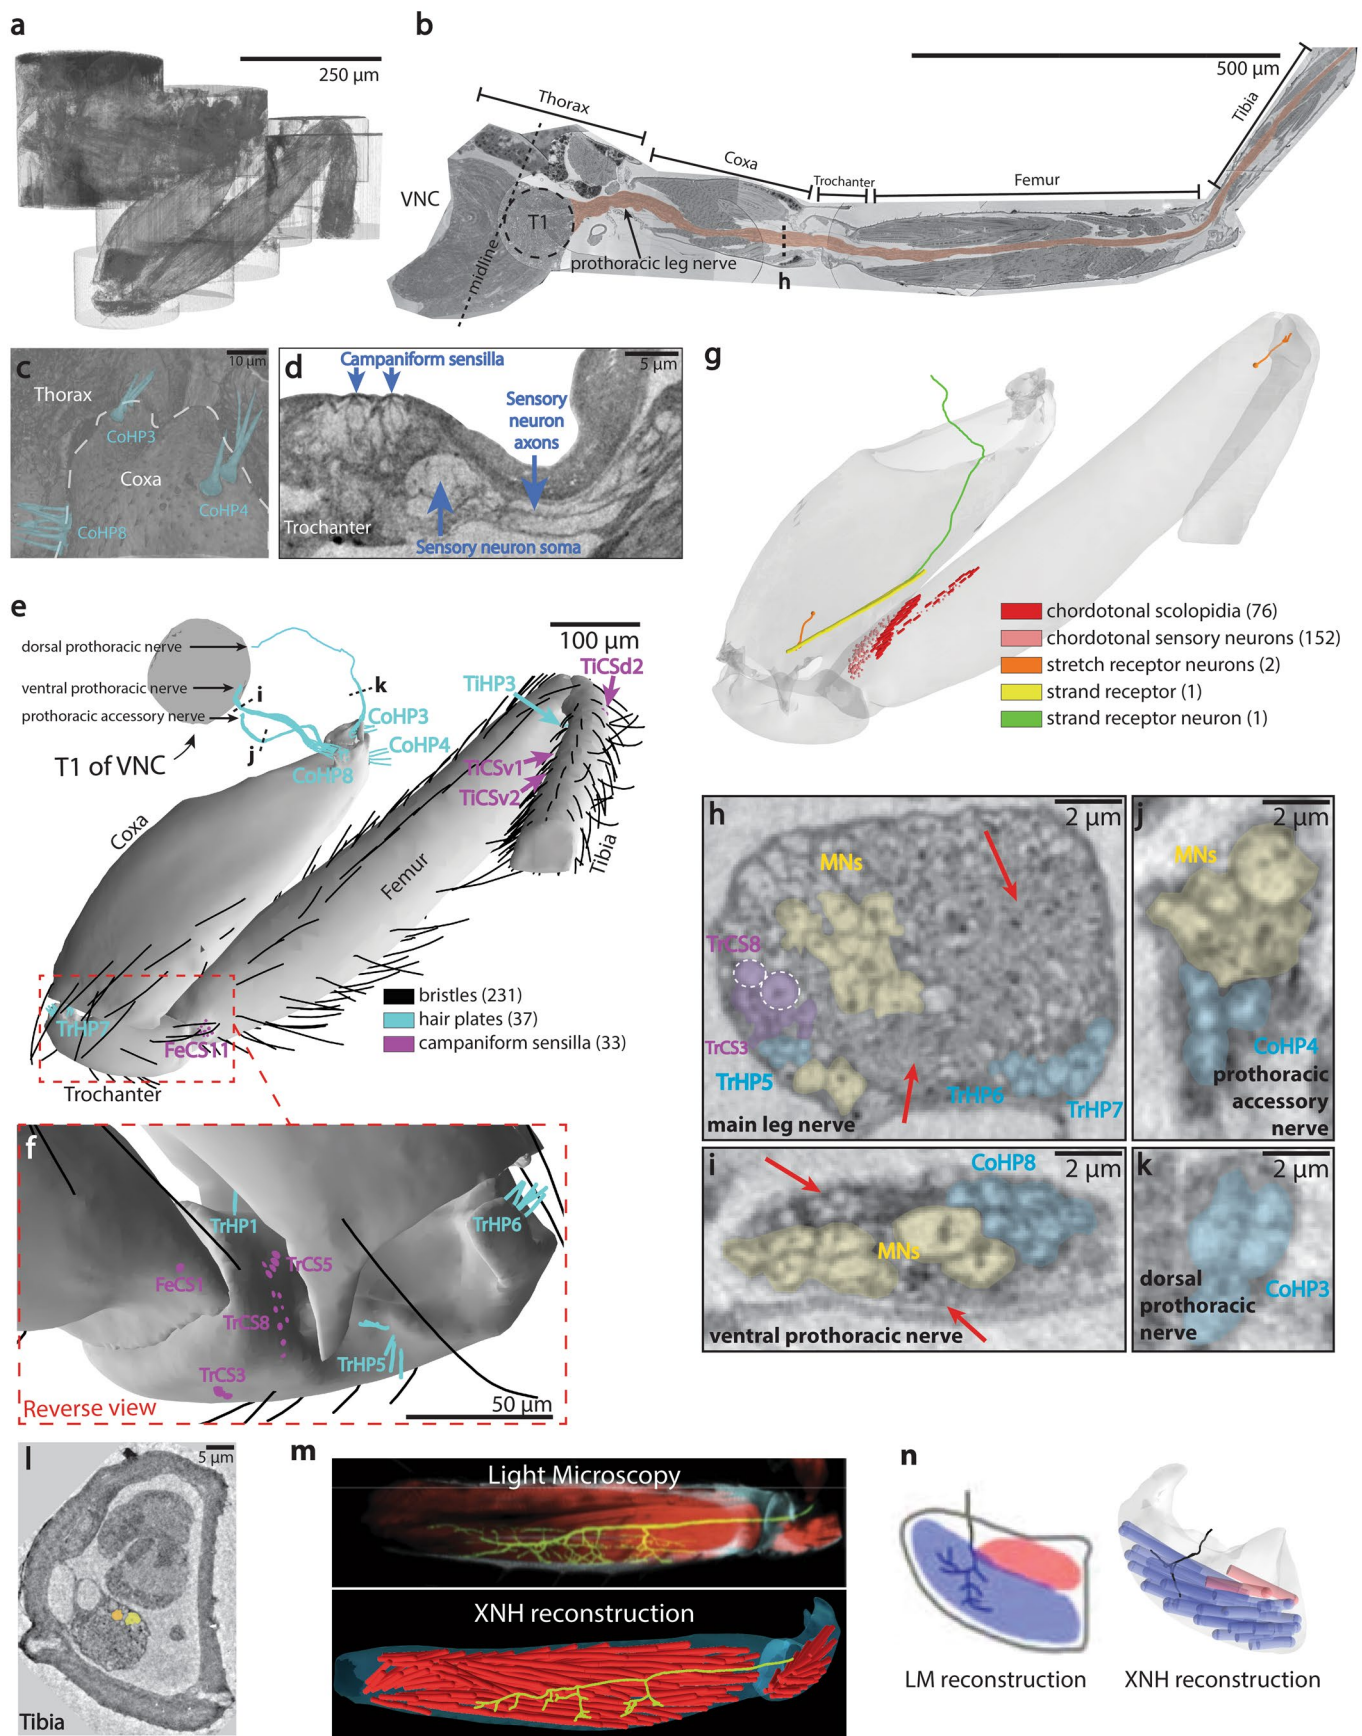 a
250 µm
b
500 µm
Thorax
Coxa
Trochanter
Femur
Tibia
VNC
T1
midline
prothoracic leg nerve
h
c
10 µm
Thorax
CoHP3
Coxa
CoHP4
CoHP8
d
Campaniform sensilla
5 µm
Sensory
neuron
axons
Trochanter
Sensory neuron soma
g
chordotonal scolopidia (76)
chordotonal sensory neurons (152)
stretch receptor neurons (2)
strand receptor (1)
strand receptor neuron (1)
e
100 µm
dorsal prothoracic nerve
ventral prothoracic nerve
prothoracic accessory nerve
i
j
k
T1 of VNC
CoHP3
CoHP4
CoHP8
TiHP3
TiCSd2
TiCSv1
TiCSv2
Coxa
Femur
Tibia
TrHP7
FeCS11
Trochanter
bristles (231)
hair plates (37)
campaniform sensilla (33)
f
TrHP1
TrHP6
TrCS5
FeCS1
TrCS8
TrHP5
TrCS3
Reverse view
50 µm
h
2 µm
MNs
TrCS8
TrCS3
TrHP5
TrHP6
TrHP7
main leg nerve
j
2 µm
MNs
CoHP4
prothoracic
accessory
nerve
i
CoHP8
2 µm
MNs
ventral prothoracic nerve
k
2 µm
dorsal
prothoracic
nerve
CoHP3
l
5 µm
Tibia
m
Light Microscopy
XNH reconstruction
n
LM reconstruction
XNH reconstruction